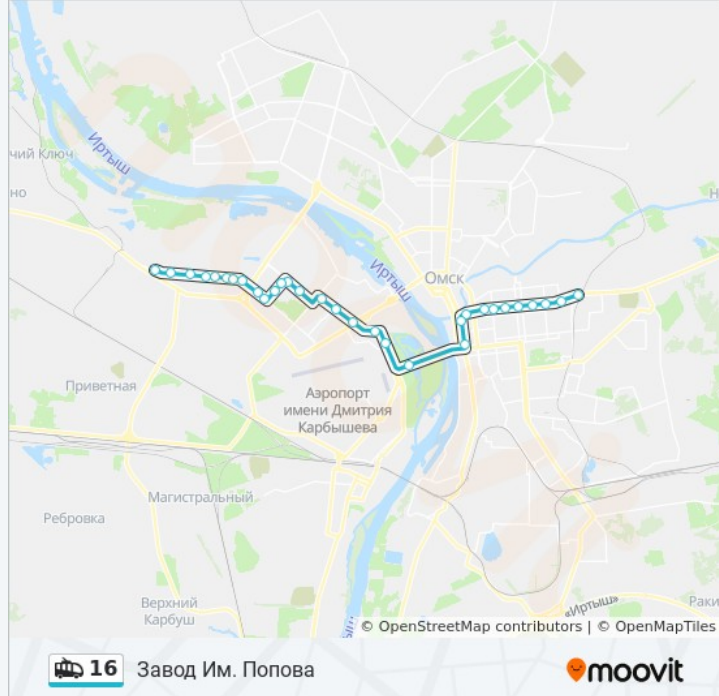 Иртыш
чий Ключ
но
Н
Иртыш
Омск
Аэропорт
имени Дмитрия
Карбышева
Приветная
Магистральный
Ребровка
Верхний
Карбуш
«Иртыш»
Раки
ыш
© OpenStreetMap contributors | © OpenMapTiles
16 Завод Им. Попова
moovit